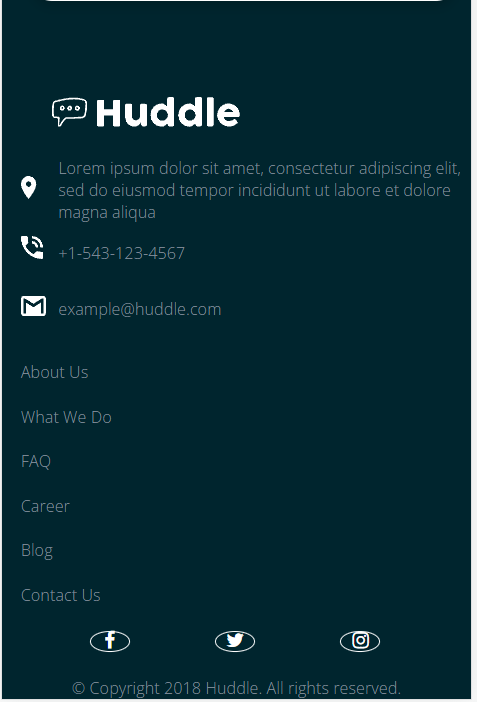 Huddle
Lorem ipsum dolor sit amet, consectetur adipiscing elit,
sed do eiusmod tempor incididunt ut labore et dolore
magna aliqua
+1-543-123-4567
example@huddle.com
About Us
What We Do
FAQ
Career
Blog
Contact Us
© Copyright 2018 Huddle. All rights reserved.